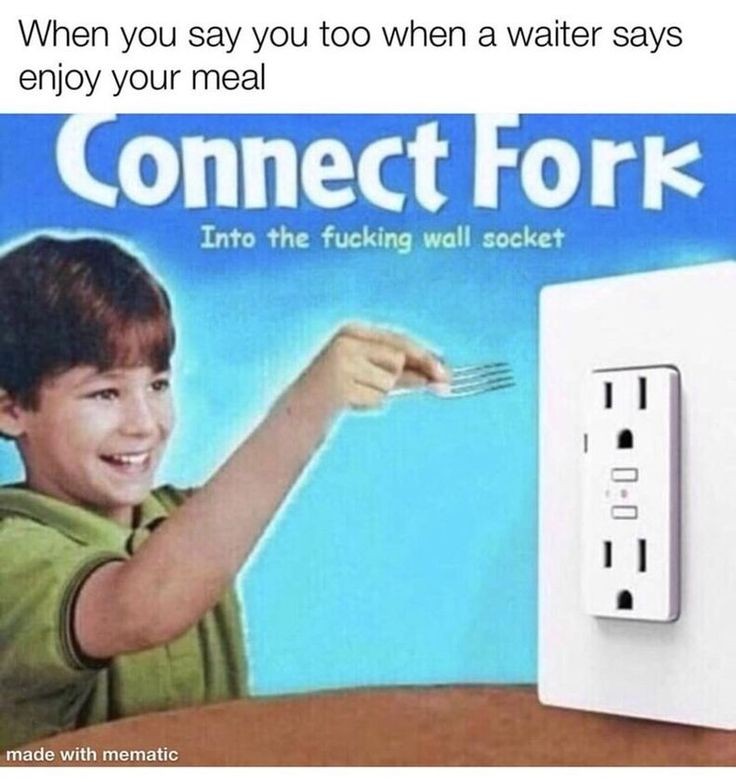 When you say you too when a waiter says
enjoy your meal
Connect Fork
Into the fucking wall socket
made with mematic